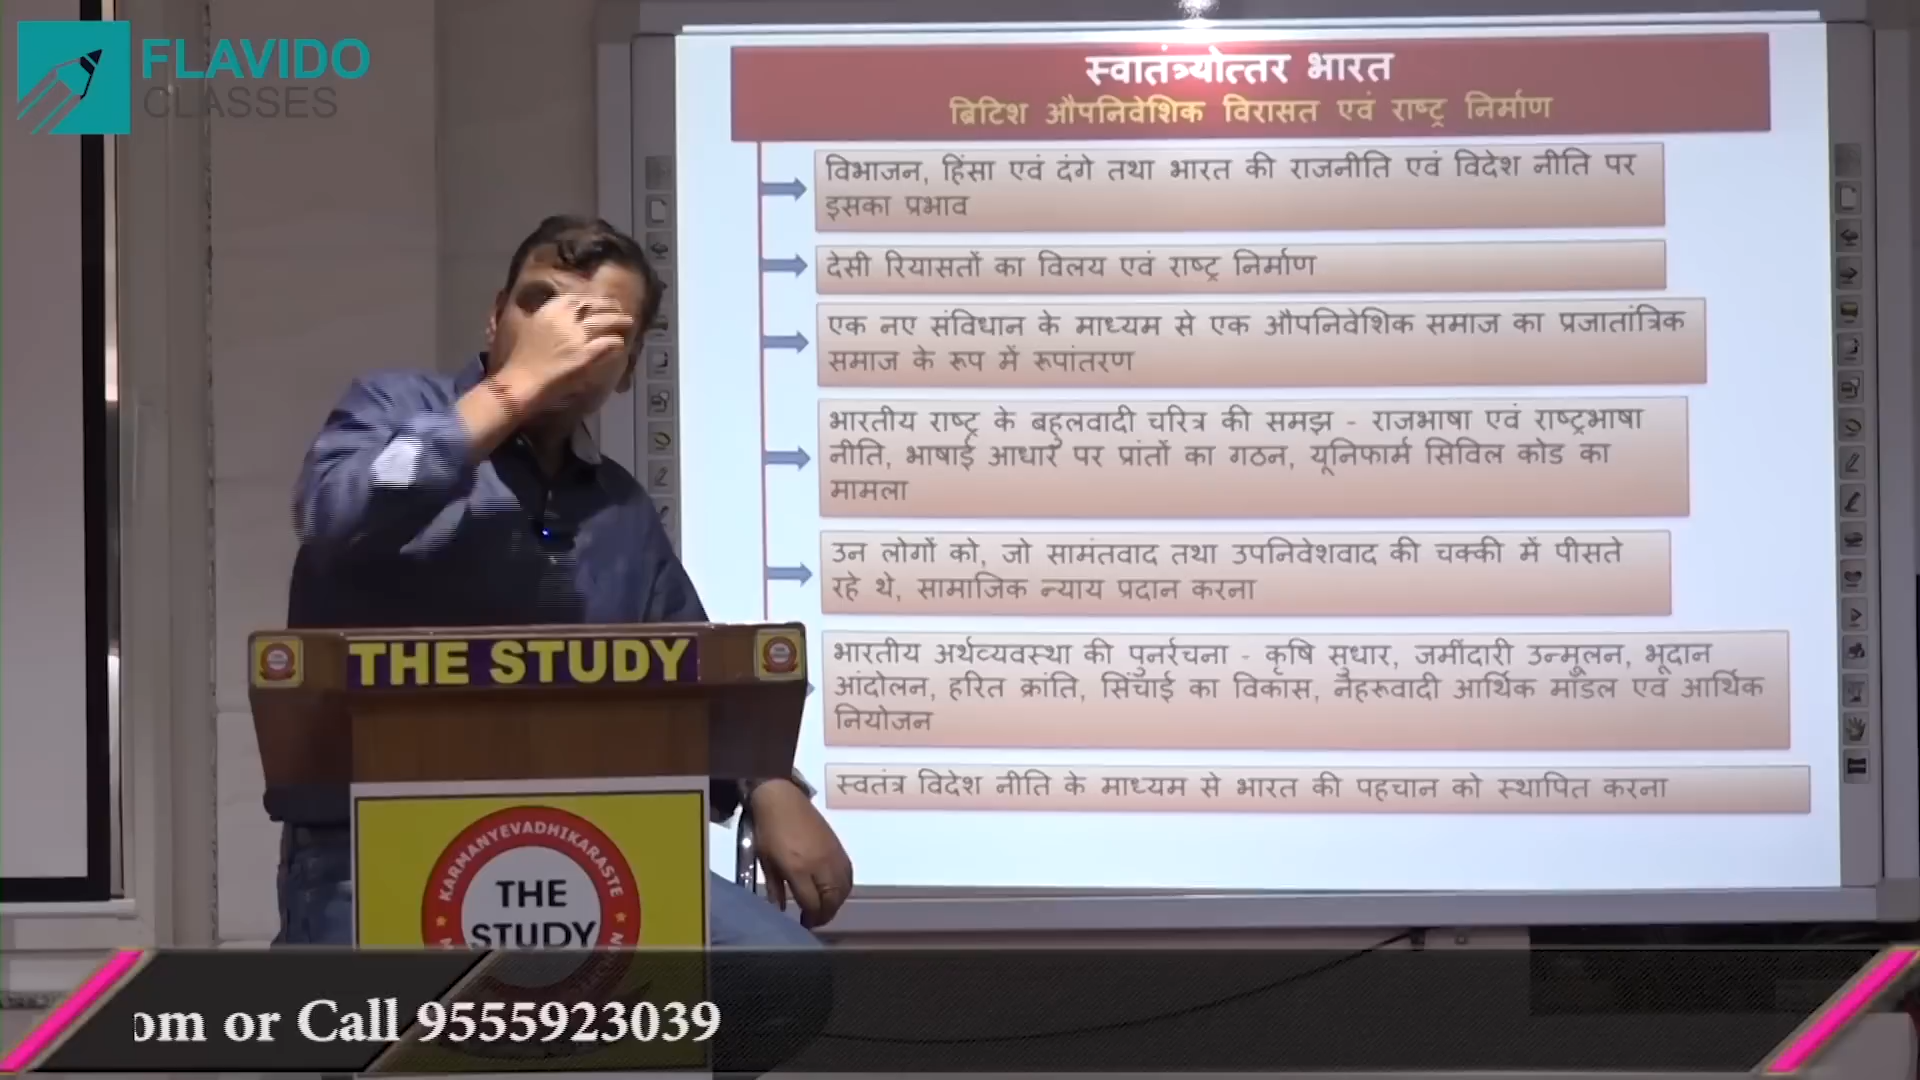 FLAVIDO
CLASSES
स्वातंत्र्योत्तर भारत
ब्रिटिश औपनिवेशिक विरासत एवं राष्ट्र निर्माण
विभाजन, हिंसा एवं दंगे तथा भारत की राजनीति एवं विदेश नीति पर
इसका प्रभाव
देसी रियासतों का विलय एवं राष्ट्र निर्माण
एक नए संविधान के माध्यम से एक औपनिवेशिक समाज का प्रजातांत्रिक
समाज के रूप में रूपांतरण
भारतीय राष्ट्र के बहुलवादी चरित्र की समझ - राजभाषा एवं राष्ट्रभाषा
नीति, भाषाई आधार पर प्रांतों का गठन, यूनिफार्म सिविल कोड का
मामला
उन लोगों को, जो सामंतवाद तथा उपनिवेशवाद की चक्की में पीसते
रहे थे, सामाजिक न्याय प्रदान करना
भारतीय अर्थव्यवस्था की पुनर्रचना - कृषि सुधार, जमींदारी उन्मूलन, भूदान
आंदोलन, हरित क्रांति, सिंचाई का विकास, नेहरूवादी आर्थिक मॉडल एवं आर्थिक
नियोजन
स्वतंत्र विदेश नीति के माध्यम से भारत की पहचान को स्थापित करना
THE STUDY
KARMANYEVADHIKARASTE
THE
STUDY
om or Call 9555923039